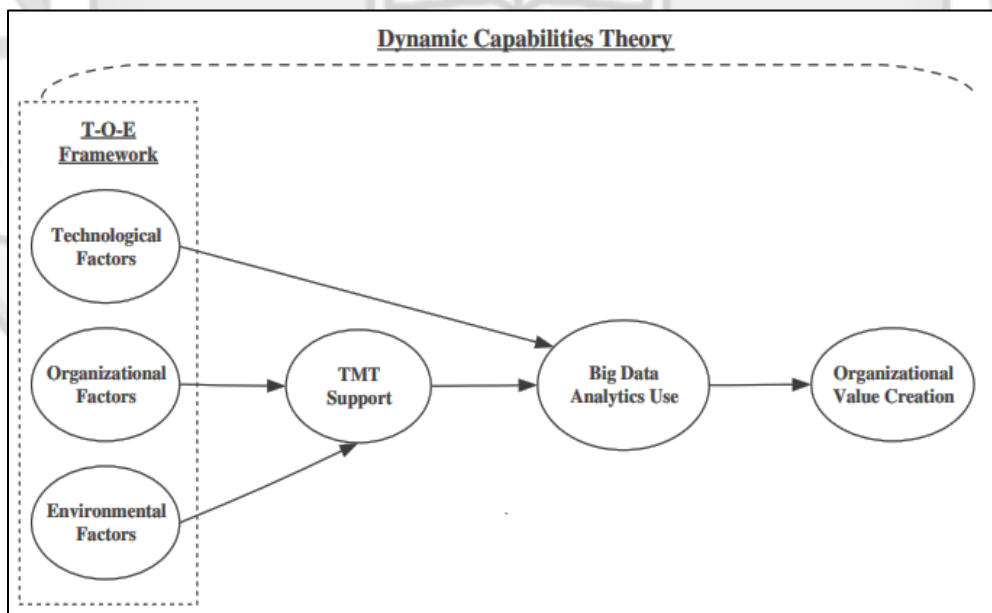 Dynamic Capabilities Theory
T-O-E
Framework
Technological
Factors
Organizational
Factors
Environmental
Factors
TMT
Support
Big Data
Analytics Use
Organizational
Value Creation